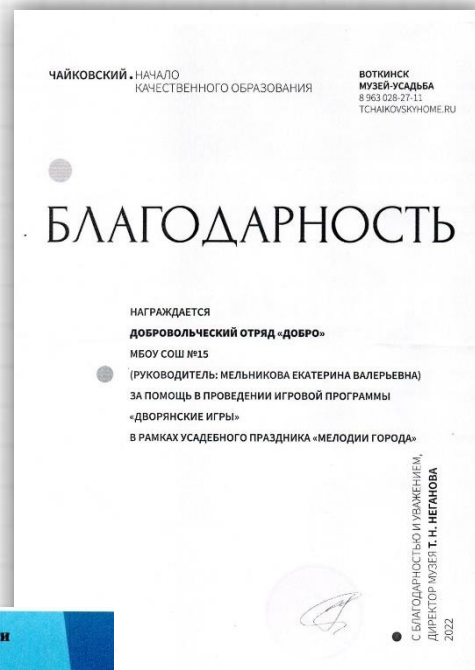 ЧАЙКОВСКИЙ. НАЧАЛО
КАЧЕСТВЕННОГО ОБРАЗОВАНИЯ
ВОТКИНСК
МУЗЕЙ-УСАДЬБА
8 963 028-27-11
TCHAIKOVSKYHOME.RU
БЛАГОДАРНОСТЬ
НАГРАЖДАЕТСЯ
ДОБРОВОЛЬЧЕСКИЙ ОТРЯД «ДОБРО»
МБОУ СОШ №15
(РУКОВОДИТЕЛЬ: МЕЛЬНИКОВА ЕКАТЕРИНА ВАЛЕРЬЕВНА)
ЗА ПОМОЩЬ В ПРОВЕДЕНИИ ИГРОВОЙ ПРОГРАММЫ
«ДВОРЯНСКИЕ ИГРЫ»
В РАМКАХ УСАДЕБНОГО ПРАЗДНИКА «МЕЛОДИИ ГОРОДА»
С БЛАГОДАРНОСТЬЮ И УВАЖЕНИЕМ,
ДИРЕКТОР МУЗЕЯ Т. Н. НЕГАНОВА
2022
и